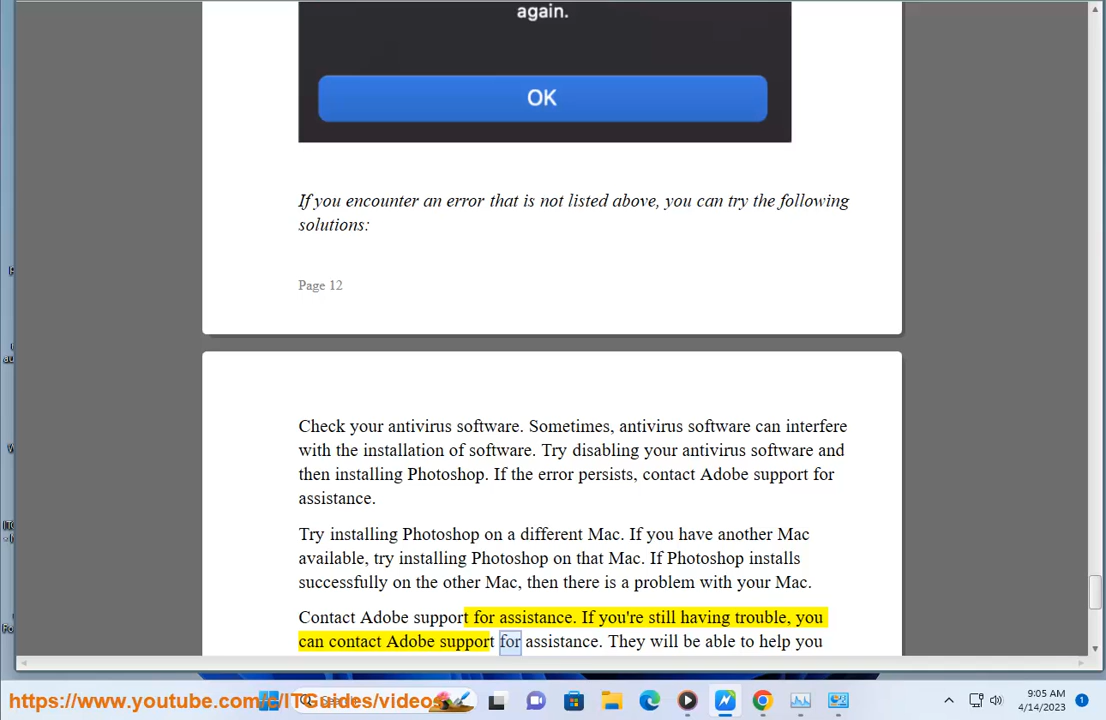 again.
OK
If you encounter an error that is not listed above, you can try the following
solutions:
Page 12
Check your antivirus software. Sometimes, antivirus software can interfere
with the installation of software. Try disabling your antivirus software and
then installing Photoshop. If the error persists, contact Adobe support for
assistance.
Try installing Photoshop on a different Mac. If you have another Mac
available, try installing Photoshop on that Mac. If Photoshop installs
successfully on the other Mac, then there is a problem with your Mac.
Contact Adobe support for assistance. If you're still having trouble, you
can contact Adobe support for assistance. They will be able to help you
https://www.youtube.com/c/ITGuides/videos
9:05 AM
4/14/2023
1